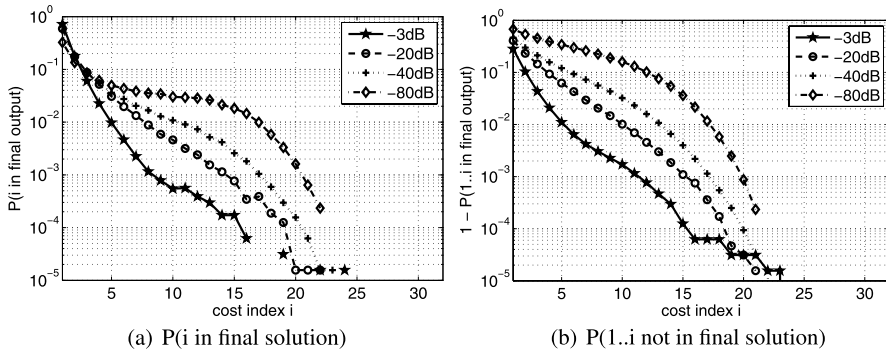 10^0
10^-1
10^-2
10^-3
10^-4
10^-5
P(i in final output)
5 10 15 20 25 30
cost index i
-3dB
-20dB
-40dB
-80dB
(a) P(i in final solution)
10^0
10^-1
10^-2
10^-3
10^-4
10^-5
1 - P(1..i in final output)
5 10 15 20 25 30
cost index i
-3dB
-20dB
-40dB
-80dB
(b) P(1..i not in final solution)